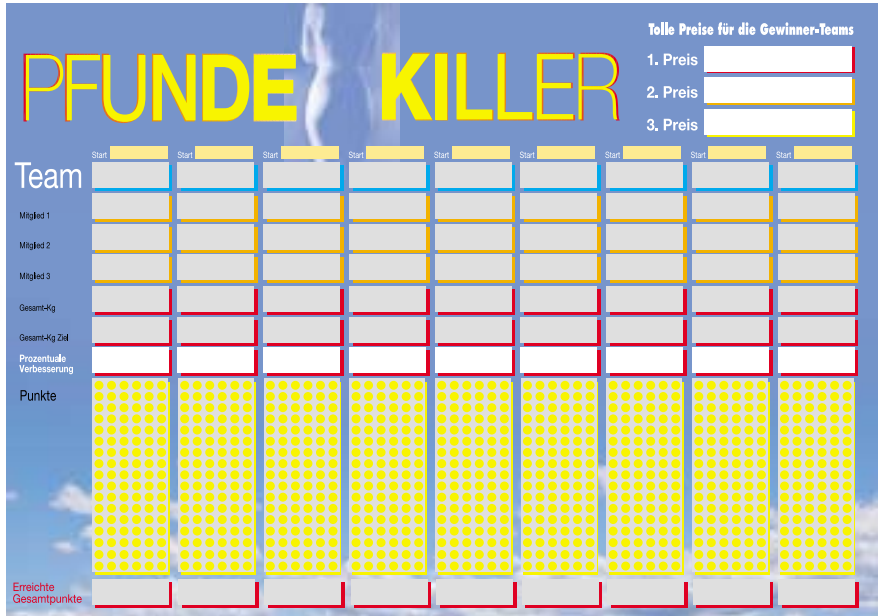 Tolle Preise für die Gewinner-Teams
PFUNDE KILLER
1. Preis
2. Preis
3. Preis
Start Start Start Start Start Start Start Start Start
Team
Mitglied 1
Mitglied 2
Mitglied 3
Gesamt-Kg
Gesamt-Kg Ziel
Prozentuale
Verbesserung
Punkte
Erreichte
Gesamtpunkte